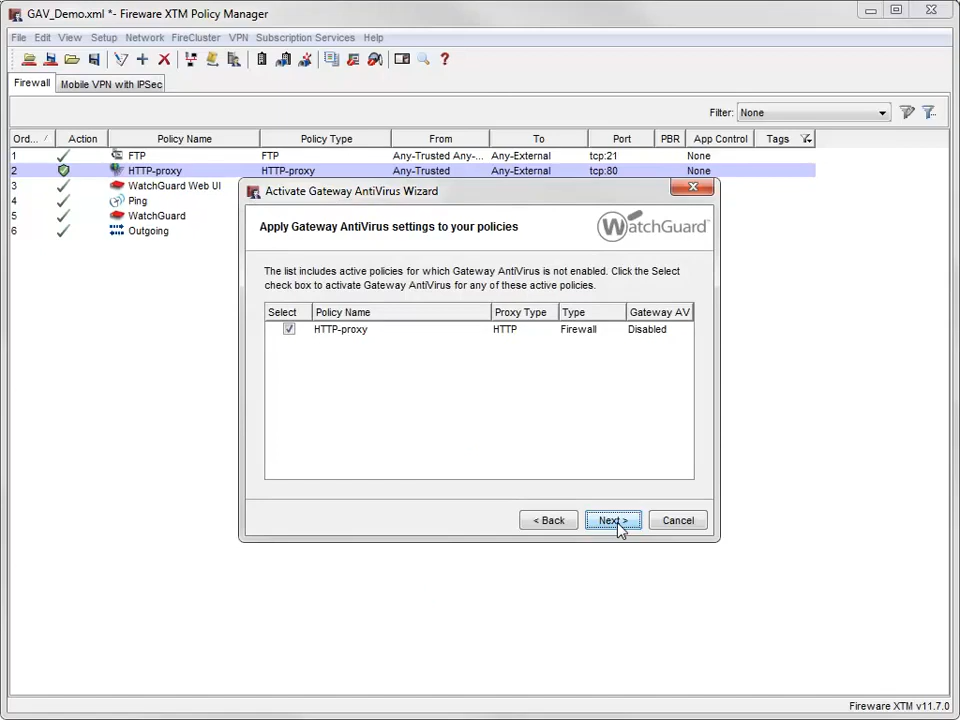 GAV_Demo.xml *- Fireware XTM Policy Manager
File Edit View Setup Network FireCluster VPN Subscription Services Help
Firewall Mobile VPN with IPSec
Filter: None
Ord... Action Policy Name Policy Type From To Port PBR App Control Tags
1 FTP FTP Any-Trusted Any-... Any-External tcp:21 None
2 HTTP-proxy HTTP-proxy Any-Trusted Any-External tcp:80 None
3 WatchGuard Web UI
4 Ping
5 WatchGuard
6 Outgoing
Activate Gateway AntiVirus Wizard
Apply Gateway AntiVirus settings to your policies
WatchGuard
The list includes active policies for which Gateway AntiVirus is not enabled. Click the Select
check box to activate Gateway AntiVirus for any of these active policies.
Select Policy Name Proxy Type Type Gateway AV
HTTP-proxy HTTP Firewall Disabled
< Back Next > Cancel
Fireware XTM v11.7.0